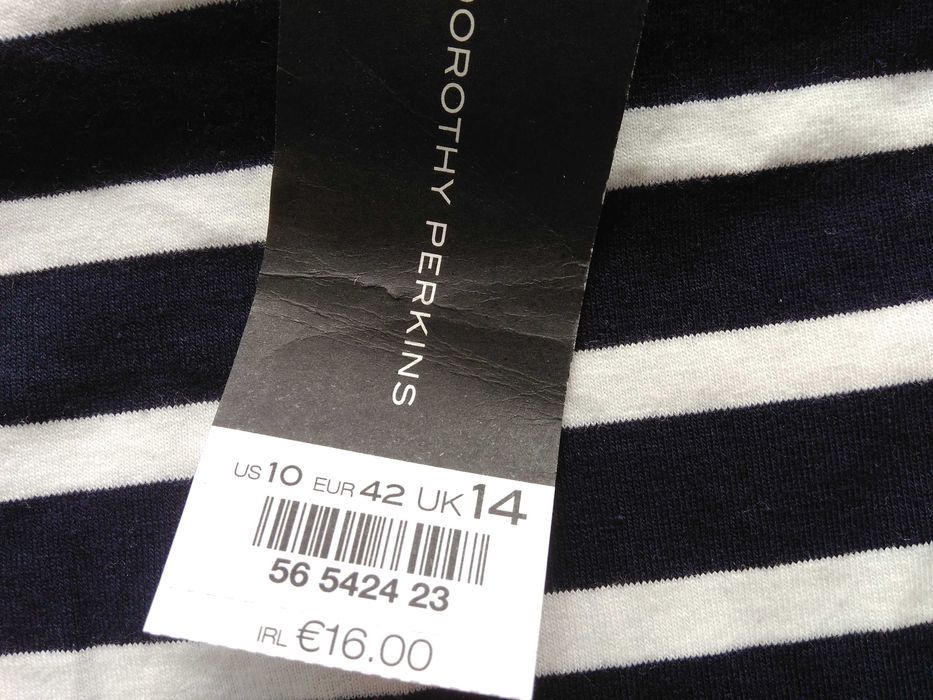 DOROTHY PERKINS
US 10 EUR 42 UK 14
56 5424 23
IRL €16.00